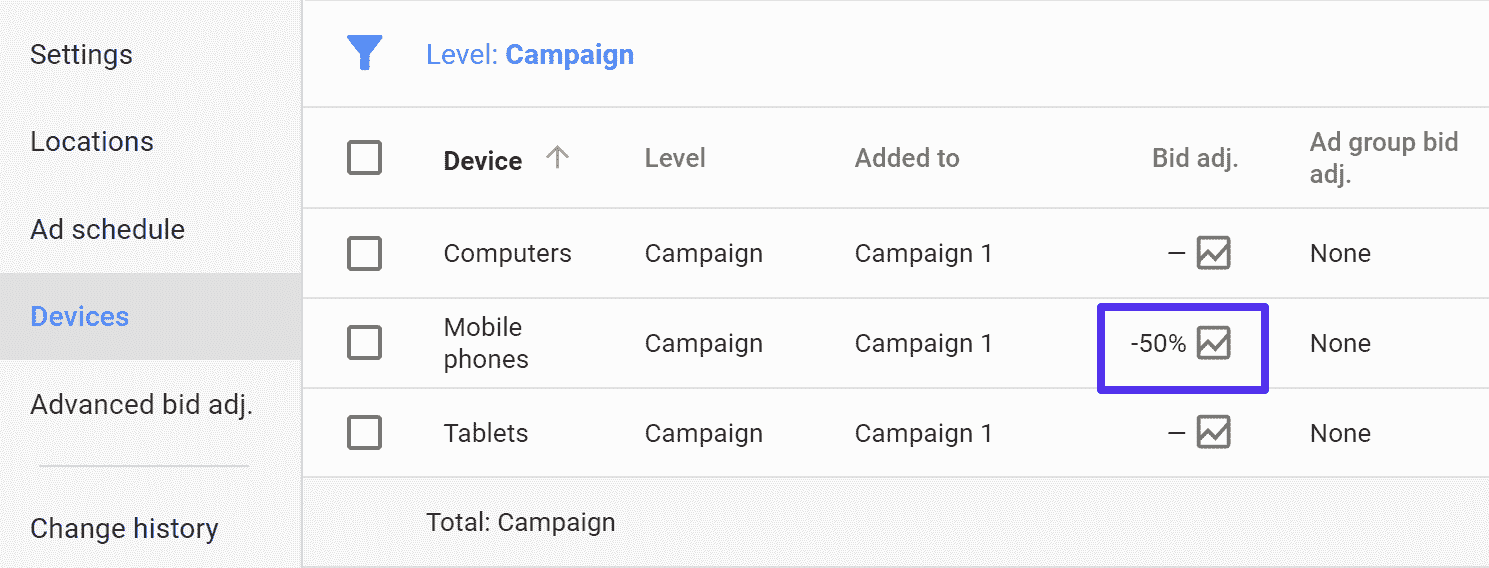 Settings
Locations
Ad schedule
Devices
Advanced bid adj.
Change history
Level: Campaign
Device Level Added to Bid adj. Ad group bid
adj.
Computers Campaign Campaign 1 — None
Mobile
phones Campaign Campaign 1 -50% None
Tablets Campaign Campaign 1 — None
Total: Campaign